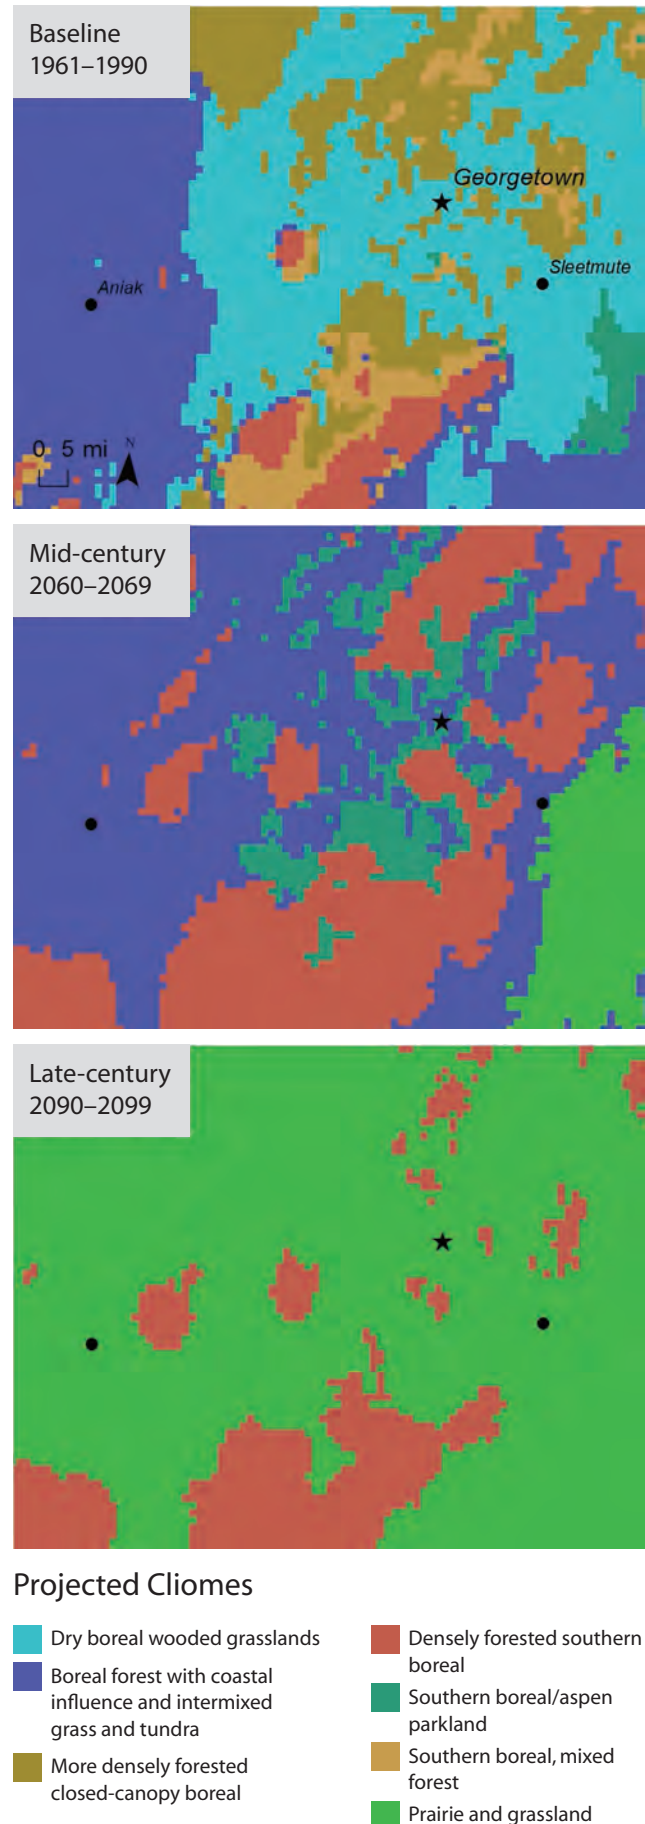 Baseline
1961–1990
Georgetown
Sleetmute
Aniak
0 5 mi N
Mid-century
2060–2069
Late-century
2090–2099
Projected Cliomes
Dry boreal wooded grasslands
Boreal forest with coastal
influence and intermixed
grass and tundra
More densely forested
closed-canopy boreal
Densely forested southern
boreal
Southern boreal/aspen
parkland
Southern boreal, mixed
forest
Prairie and grassland